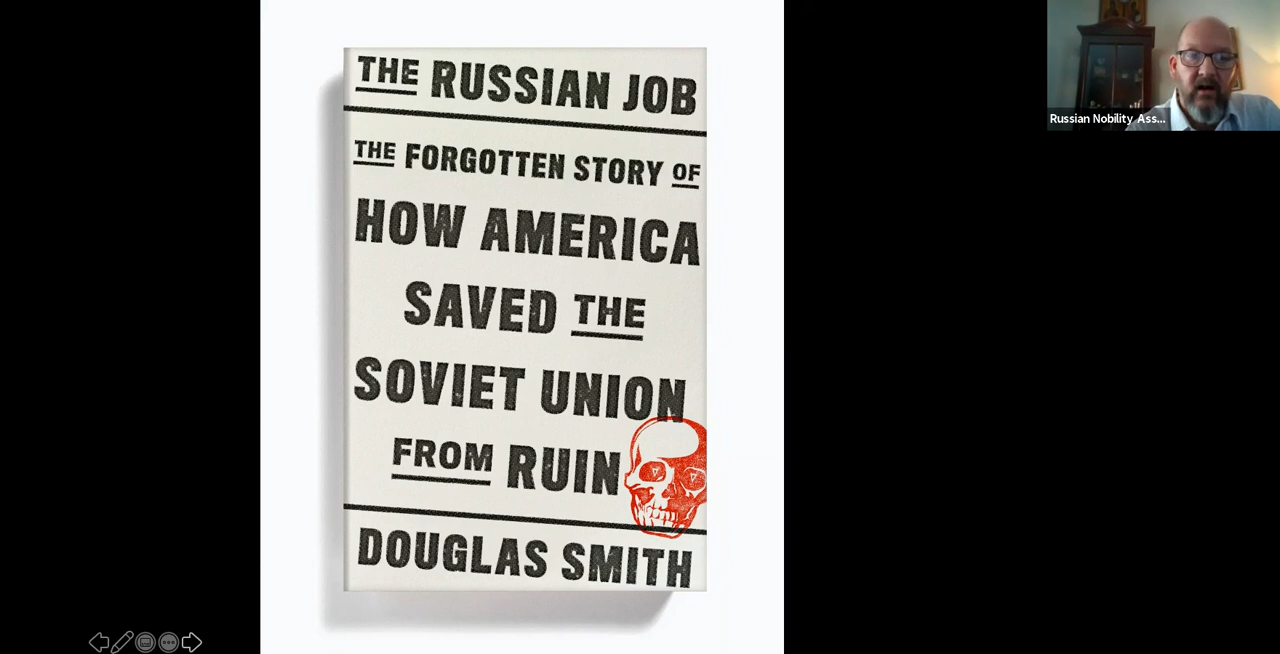 THE RUSSIAN JOB
THE FORGOTTEN STORY OF
HOW AMERICA
SAVED THE
SOVIET UNION
FROM RUIN
DOUGLAS SMITH
Russian Nobility Ass...